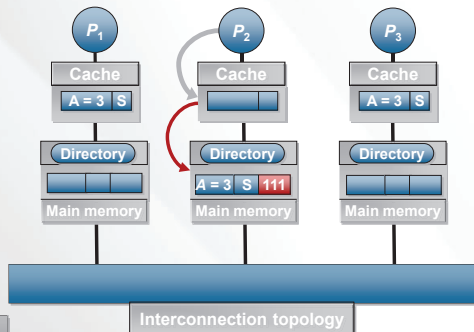 P1
P2
P3
Cache
Cache
Cache
A = 3 S
A = 3 S
Directory
Directory
Directory
A = 3 S 111
Main memory
Main memory
Main memory
Interconnection topology